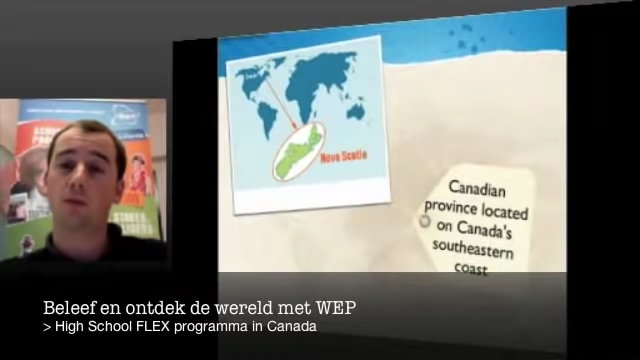 Nova Scotia
Canadian
province located
on Canada's
southeastern
coast
Beleef en ontdek de wereld met WEP
> High School FLEX programma in Canada